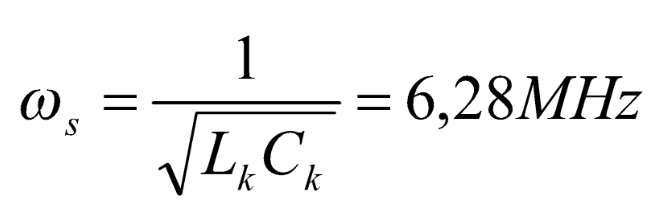 ω_s = 1/√(L_k C_k) = 6,28MHz